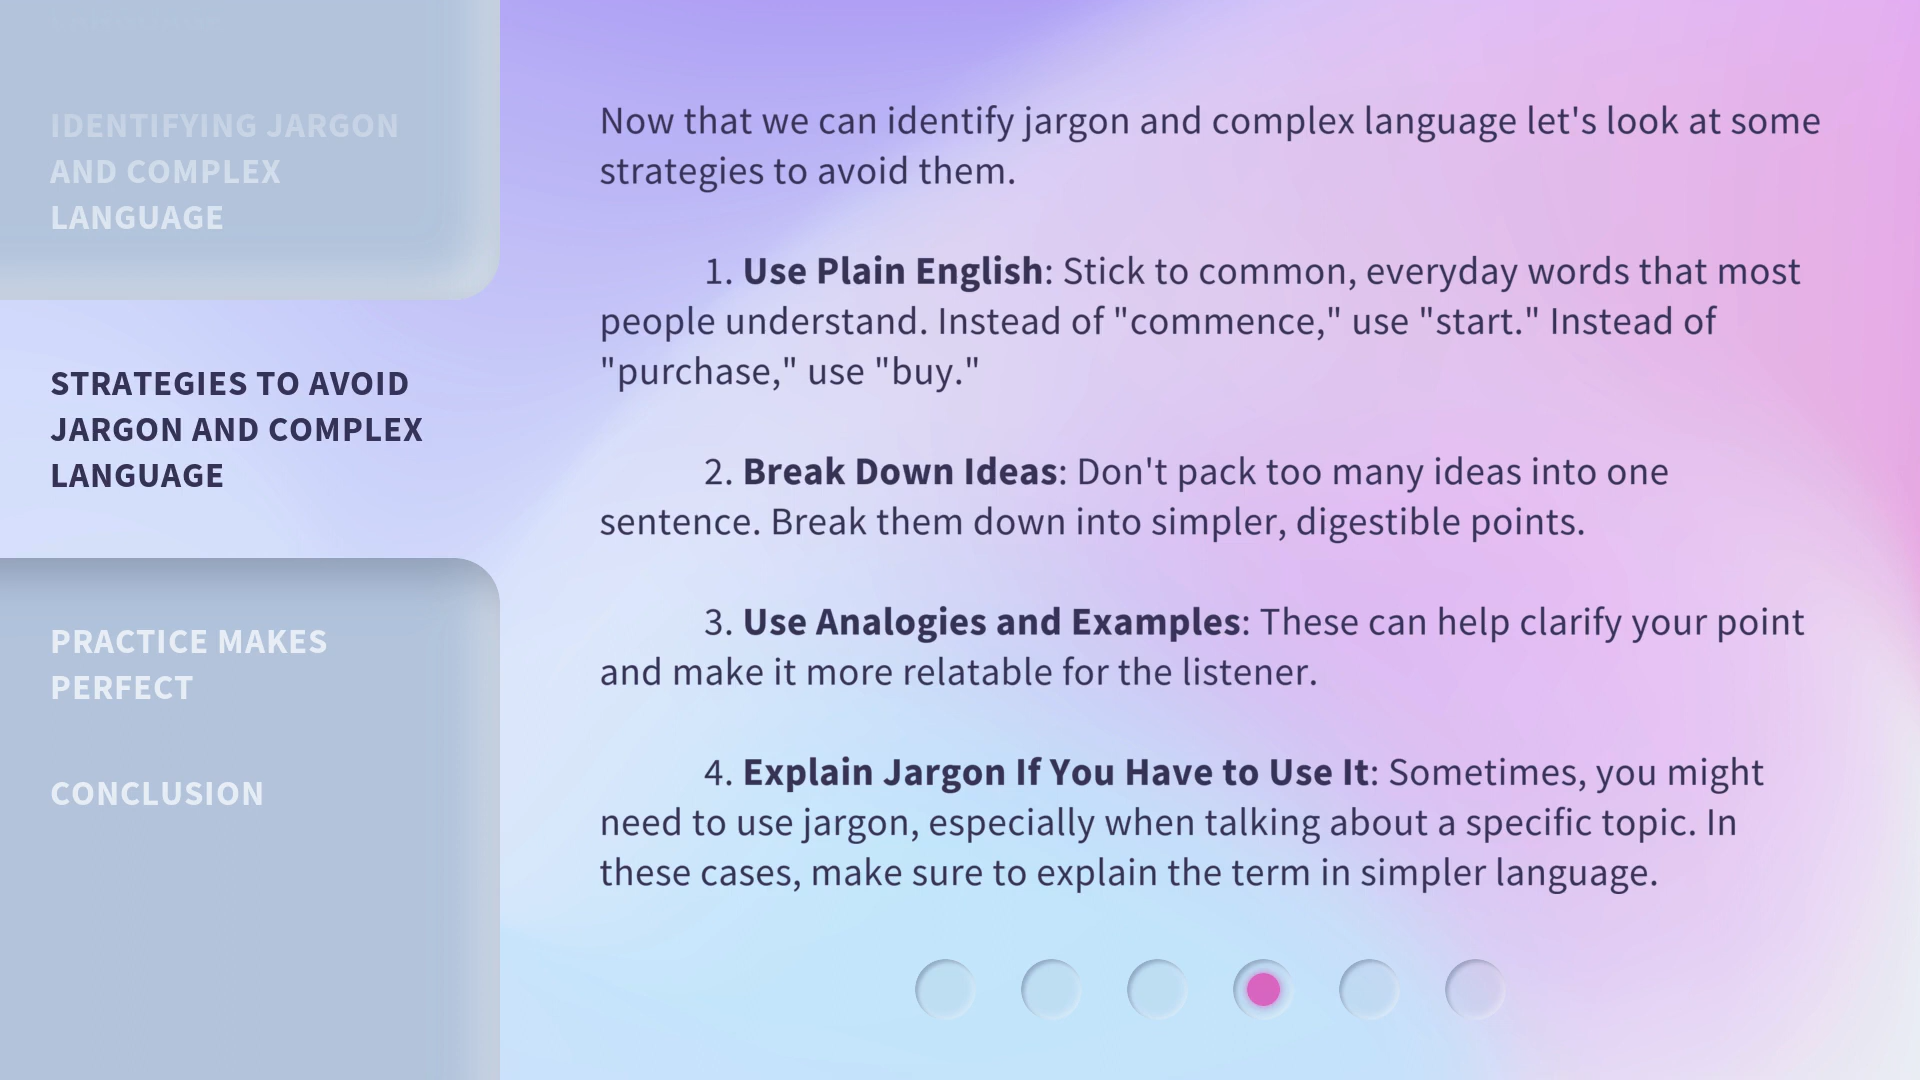 IDENTIFYING JARGON
AND COMPLEX
LANGUAGE
STRATEGIES TO AVOID
JARGON AND COMPLEX
LANGUAGE
PRACTICE MAKES
PERFECT
CONCLUSION
Now that we can identify jargon and complex language let's look at some
strategies to avoid them.
1. Use Plain English: Stick to common, everyday words that most
people understand. Instead of "commence," use "start." Instead of
"purchase," use "buy."
2. Break Down Ideas: Don't pack too many ideas into one
sentence. Break them down into simpler, digestible points.
3. Use Analogies and Examples: These can help clarify your point
and make it more relatable for the listener.
4. Explain Jargon If You Have to Use It: Sometimes, you might
need to use jargon, especially when talking about a specific topic. In
these cases, make sure to explain the term in simpler language.